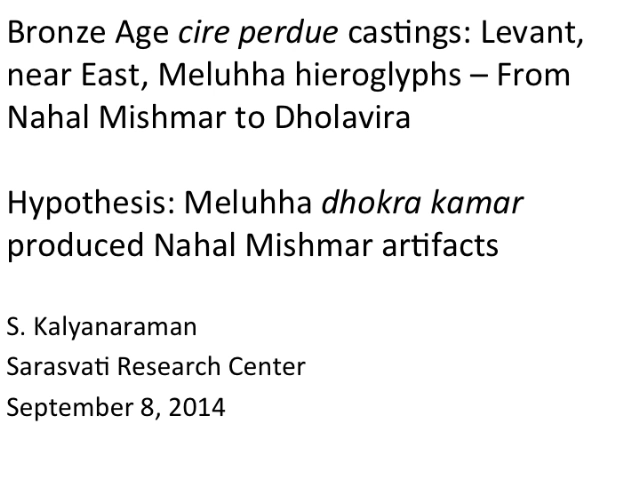 Bronze Age cire perdue castings: Levant,
near East, Meluhha hieroglyphs – From
Nahal Mishmar to Dholavira
Hypothesis: Meluhha dhokra kamar
produced Nahal Mishmar artifacts
S. Kalyanaraman
Sarasvati Research Center
September 8, 2014